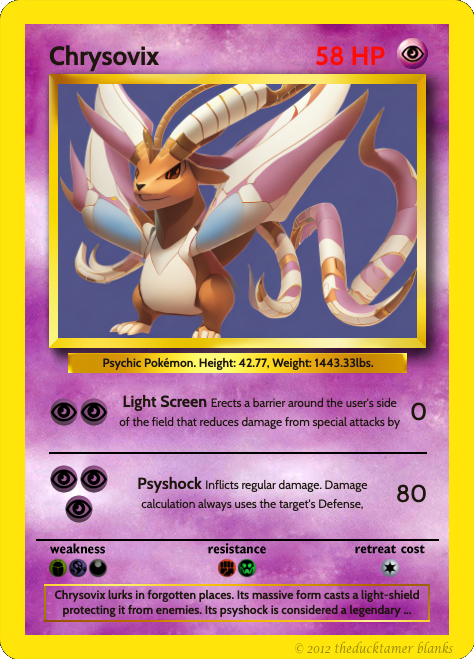 Chrysovix 58 HP
Psychic Pokémon. Height: 42.77, Weight: 1443.33lbs.
Light Screen Erects a barrier around the user's side
of the field that reduces damage from special attacks by 0
Psyshock Inflicts regular damage. Damage
calculation always uses the target's Defense, 80
weakness resistance retreat cost
Chrysovix lurks in forgotten places. Its massive form casts a light-shield
protecting it from enemies. Its psyshock is considered a legendary ...
© 2012 theducktamer blanks